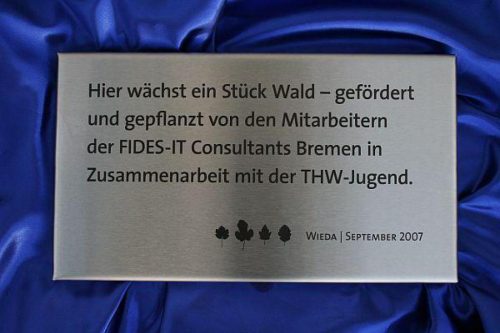 Hier wächst ein Stück Wald – gefördert
und gepflanzt von den Mitarbeitern
der FIDES-IT Consultants Bremen in
Zusammenarbeit mit der THW-Jugend.
WIEDA | SEPTEMBER 2007